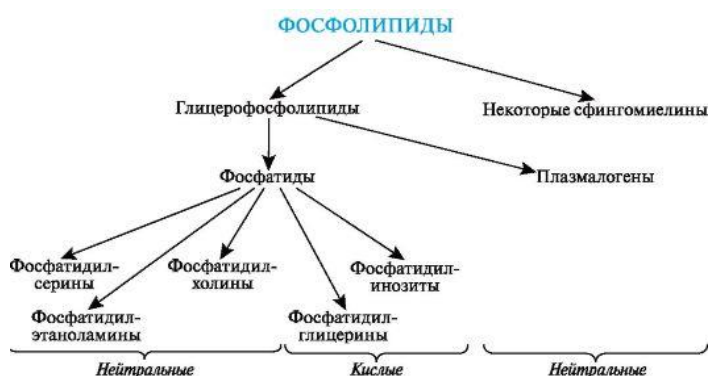 ФОСФОЛИПИДЫ
Глицерофосфолипиды
Некоторые сфингомиелины
Фосфатиды
Плазмалогены
Фосфатидил-
серины
Фосфатидил-
холины
Фосфатидил-
инозиты
Фосфатидил-
этаноламины
Фосфатидил-
глицерины
Нейтральные
Кислые
Нейтральные